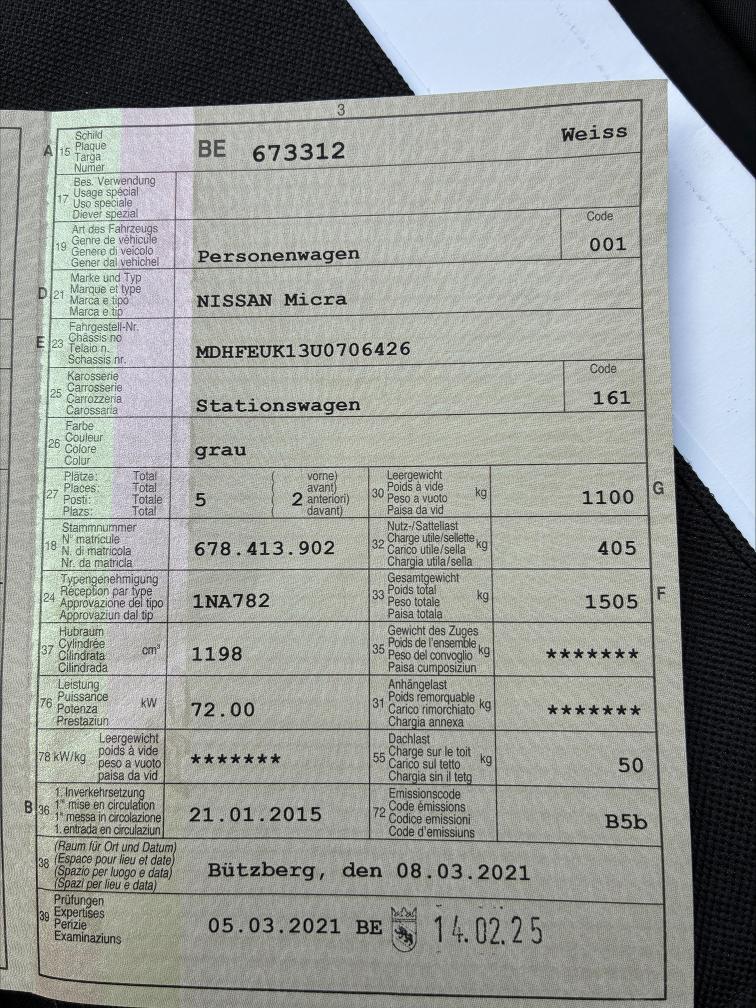 3
A 15 Schild
Plaque
Targa
Numer
BE 673312 Weiss
17 Bes. Verwendung
Usage spécial
Uso speciale
Diever spezial
19 Art des Fahrzeugs
Genre de véhicule
Genere di veicolo
Gener dal vehichel
Personenwagen
Code
001
D 21 Marke und Typ
Marque et type
Marca e tipo
Marca e tip
NISSAN Micra
E 23 Fahrgestell-Nr.
Châssis no
Telaio n.
Schassis nr.
MDHFEUK13U0706426
25 Karosserie
Carrosserie
Carrozzeria
Carossaria
Stationswagen
Code
161
26 Farbe
Couleur
Colore
Colur
grau
27 Plätze: Total
Places: Total
Posti: Totale
Plazs: Total
5
( vorne)
avant)
2 anteriori)
( davant)
30 Leergewicht
Poids à vide
Peso a vuoto
Paisa da vid
kg
1100 G
18 Stammnummer
N° matricule
N. di matricola
Nr. da matricla
678.413.902
32 Nutz-/Sattellast
Charge utile/sellette
Carico utile/sella
Chargia utila/sella
kg
405
24 Typengenehmigung
Réception par type
Approvazione del tipo
Approvaziun dal tip
1NA782
33 Gesamtgewicht
Poids total
Peso totale
Paisa totala
kg
1505 F
37 Hubraum
Cylindrée
Cilindrata
Cilindrada
cm³
1198
35 Gewicht des Zuges
Poids de l'ensemble
Peso del convoglio
Paisa cumposiziun
kg
*******
76 Leistung
Puissance
Potenza
Prestaziun
kW
72.00
31 Anhängelast
Poids remorquable
Carico rimorchiato
Chargia annexa
kg
*******
78 kW/kg Leergewicht
poids à vide
peso a vuoto
paisa da vid
*******
55 Dachlast
Charge sur le toit
Carico sul tetto
Chargia sin il tetg
kg
50
B 36 1. Inverkehrsetzung
1re mise en circulation
1a messa in circolazione
1. entrada en circulaziun
21.01.2015
72 Emissionscode
Code émissions
Codice emissioni
Code d'emissiuns
B5b
38 (Raum für Ort und Datum)
(Espace pour lieu et date)
(Spazio per luogo e data)
(Spazi per lieu e data)
Bützberg, den 08.03.2021
39 Prüfungen
Expertises
Perizie
Examinaziuns
05.03.2021 BE 14.02.25